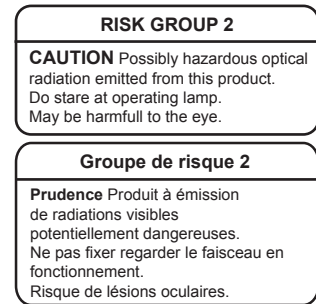 RISK GROUP 2
CAUTION Possibly hazardous optical
radiation emitted from this product.
Do stare at operating lamp.
May be harmfull to the eye.
Groupe de risque 2
Prudence Produit à émission
de radiations visibles
potentiellement dangereuses.
Ne pas fixer regarder le faisceau en
fonctionnement.
Risque de lésions oculaires.